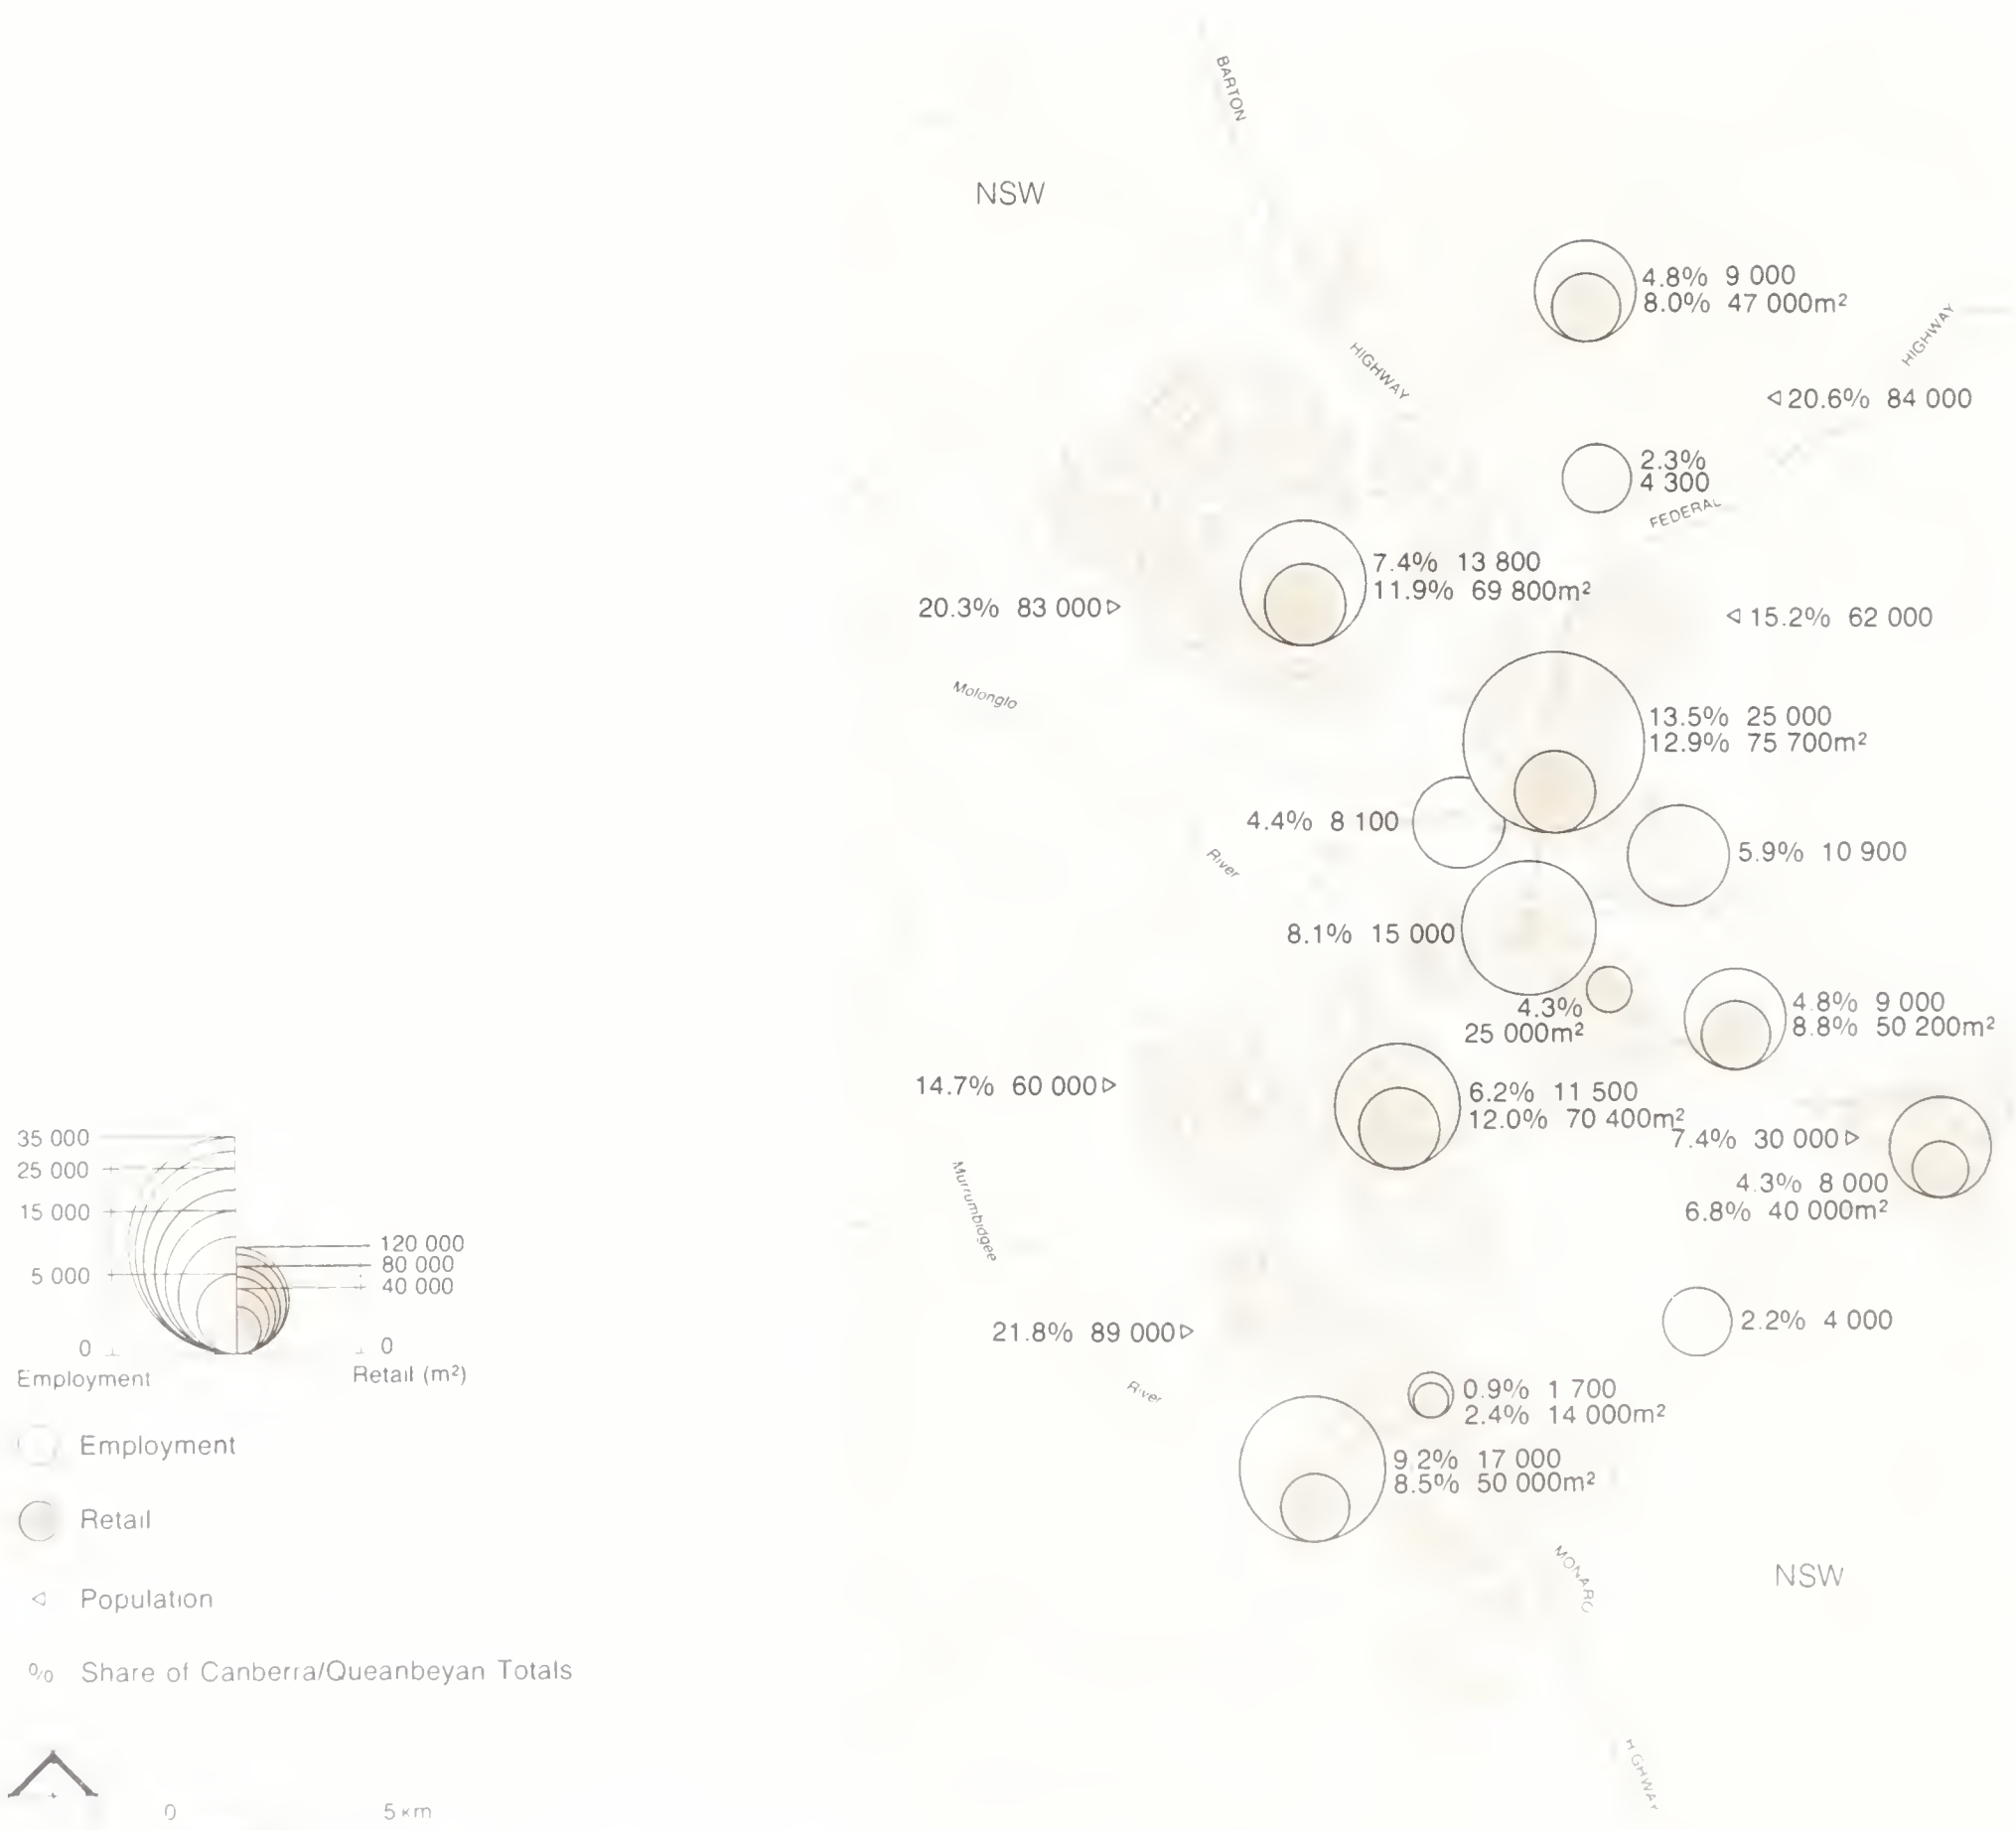 BARTON
NSW
4.8% 9 000
8.0% 47 000m²
HIGHWAY
HIGHWAY
◁ 20.6% 84 000
2.3%
4 300
FEDERAL
7.4% 13 800
11.9% 69 800m²
20.3% 83 000 ▷
◁ 15.2% 62 000
Molonglo
13.5% 25 000
12.9% 75 700m²
4.4% 8 100
5.9% 10 900
River
8.1% 15 000
4.3%
25 000m²
4.8% 9 000
8.8% 50 200m²
14.7% 60 000 ▷
6.2% 11 500
12.0% 70 400m²
7.4% 30 000 ▷
4.3% 8 000
6.8% 40 000m²
Murrumbidgee
21.8% 89 000 ▷
2.2% 4 000
River
0.9% 1 700
2.4% 14 000m²
9.2% 17 000
8.5% 50 000m²
MONARO
NSW
HIGHWAY
35 000
25 000
15 000
5 000
0
Employment
120 000
80 000
40 000
0
Retail (m²)
Employment
Retail
◁ Population
% Share of Canberra/Queanbeyan Totals
0 5 km